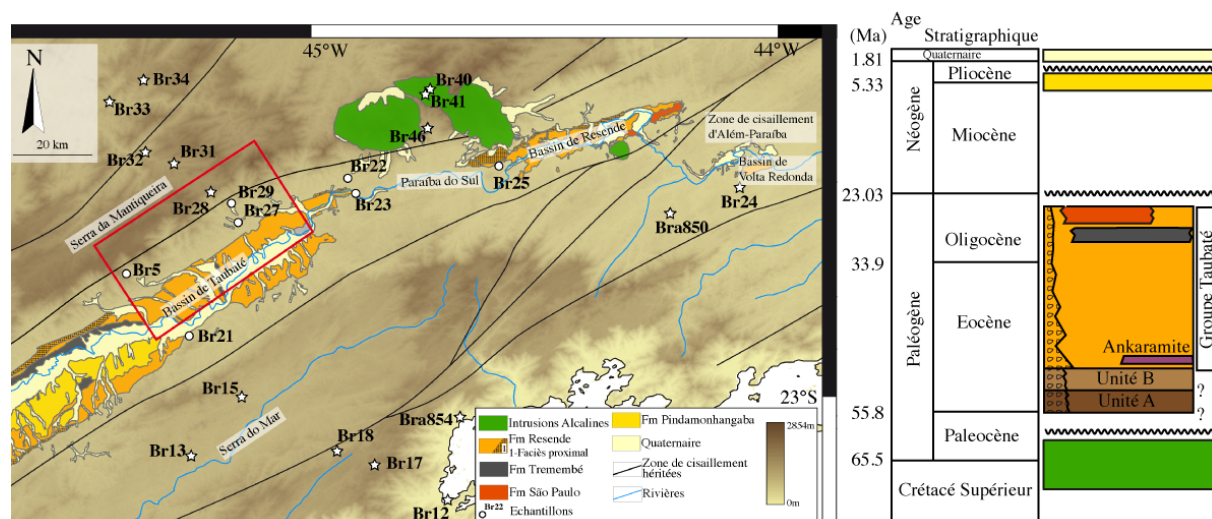 45°W
44°W
N
20 km
Br34
Br33
Br32
Br31
Br40
Br41
Br46
Br22
Br29
Br28
Br27
Br23
Br25
Br24
Bra850
Br5
Br21
Br15
Br13
Br18
Br17
Bra854
Br12
Serra da Mantiqueira
Bassin de Taubaté
Paraíba do Sul
Bassin de Resende
Zone de cisaillement
d'Além-Paraíba
Bassin de
Volta Redonda
Serra do Mar
23°S
Intrusions Alcalines
Fm Resende
1-Faciès proximal
1
Fm Tremembé
Fm São Paulo
Br22
Echantillons
Fm Pindamonhangaba
Quaternaire
Zone de cisaillement
héritées
Rivières
2854m
0m
Age
(Ma)
Stratigraphique
Quaternaire
1.81
Pliocène
5.33
Néogène
Miocène
23.03
Oligocène
33.9
Paléogène
Eocène
55.8
Paleocène
65.5
Crétacé Supérieur
Ankaramite
Unité B
Unité A
Groupe Taubaté
?
?